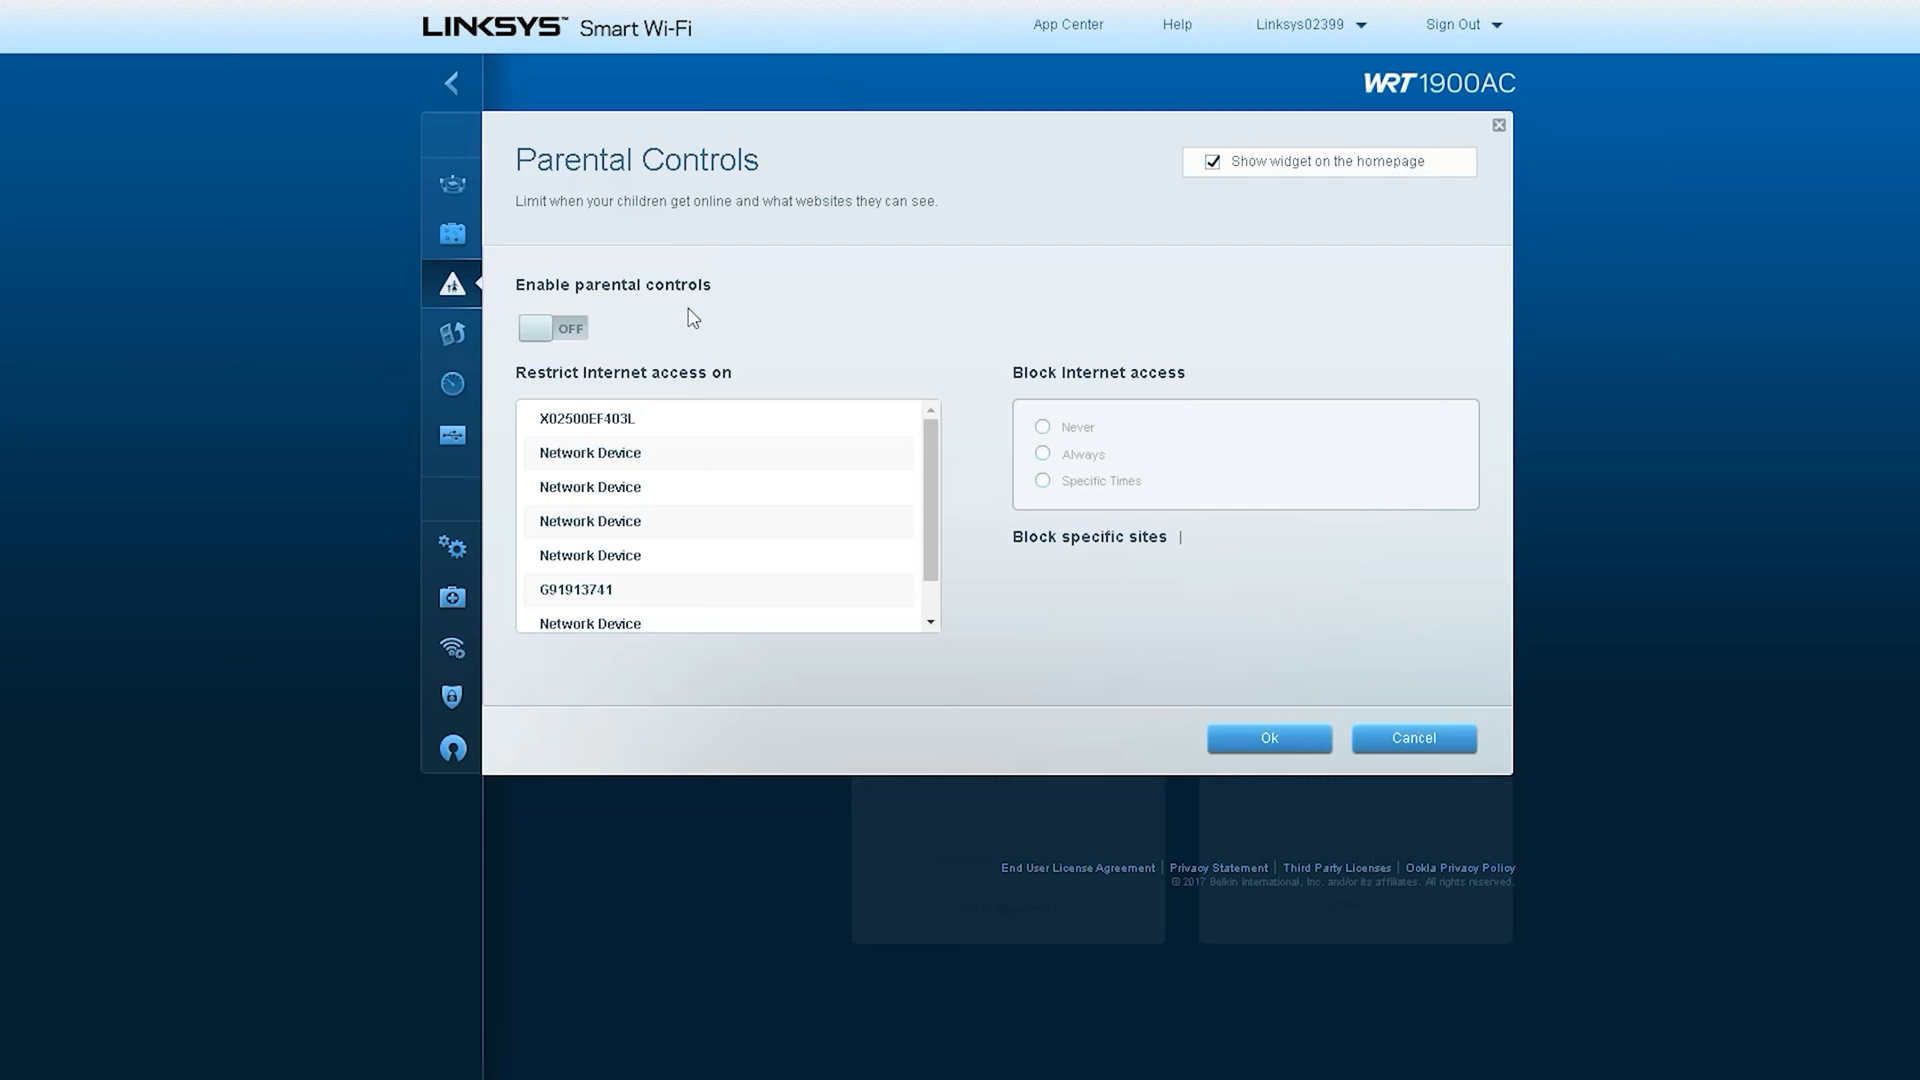 LINKSYS™ Smart Wi-Fi
App Center
Help
Linksys02399
Sign Out
WRT1900AC
Parental Controls
Show widget on the homepage
Limit when your children get online and what websites they can see.
Enable parental controls
OFF
Restrict Internet access on
X02500EF403L
Network Device
Network Device
Network Device
Network Device
G91913741
Network Device
Block Internet access
Never
Always
Specific Times
Block specific sites |
Ok
Cancel
End User License Agreement | Privacy Statement | Third Party Licenses | Ookla Privacy Policy
© 2017 Belkin International, Inc. and/or its affiliates. All rights reserved.